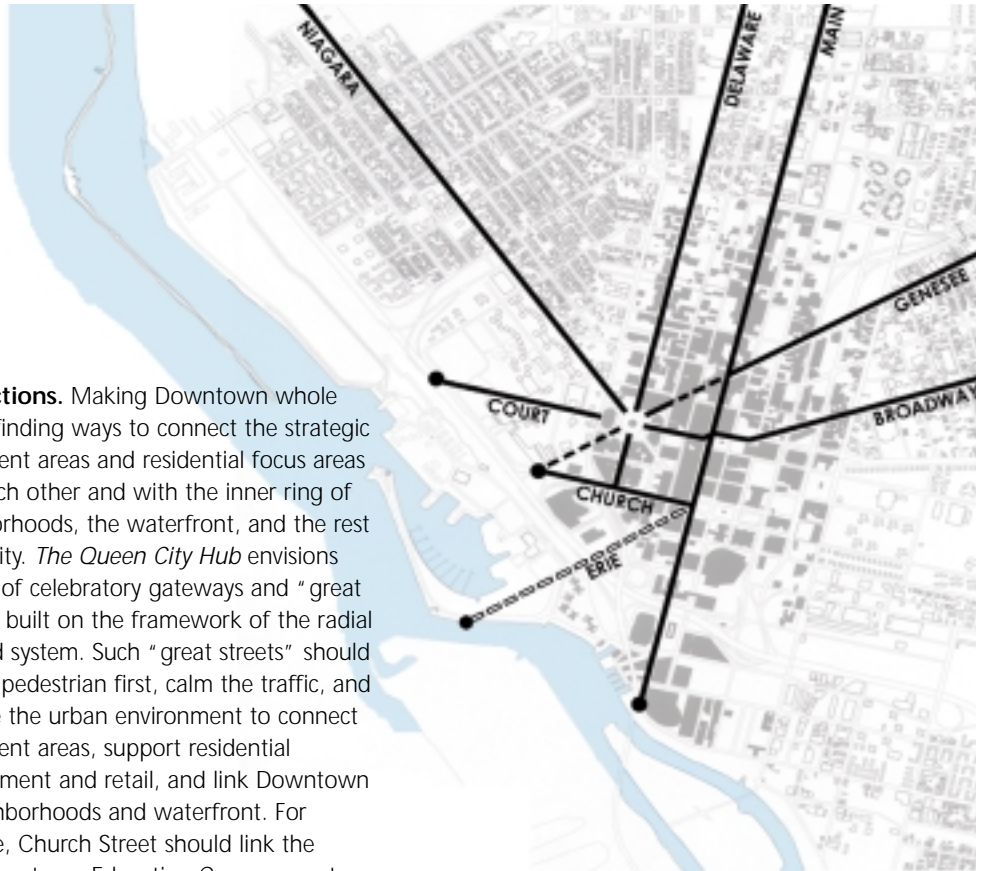 NIAGARA
DELAWARE
MAIN
GENESEE
BROADWAY
COURT
CHURCH
ERIE
ctions. Making Downtown whole
finding ways to connect the strategic
ent areas and residential focus areas
ch other and with the inner ring of
orhoods, the waterfront, and the rest
ity. The Queen City Hub envisions
of celebratory gateways and "great
built on the framework of the radial
d system. Such "great streets" should
pedestrian first, calm the traffic, and
e the urban environment to connect
ent areas, support residential
ment and retail, and link Downtown
hborhoods and waterfront. For
e, Church Street should link the